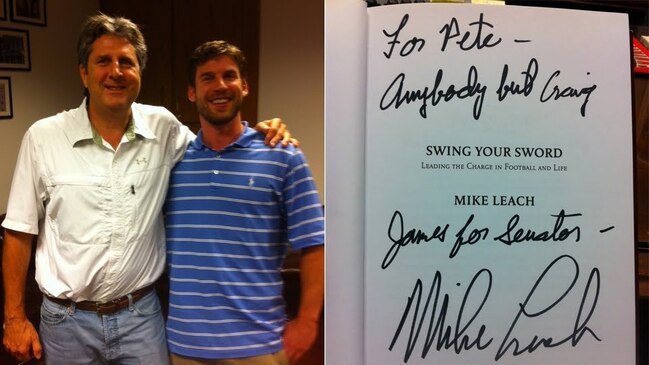 For Pete -
Anybody but Craig
SWING YOUR SWORD
LEADING THE CHARGE IN FOOTBALL AND LIFE
MIKE LEACH
James for Senator -
Mike Leach